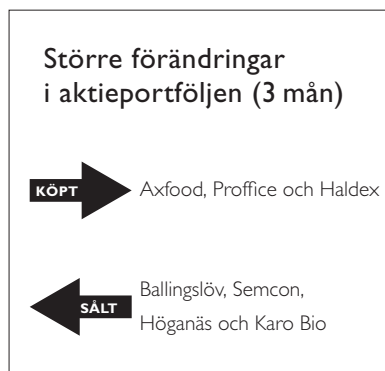 Större förändringar
i aktieportföljen (3 mån)
KÖPT
Axfood, Proffice och Haldex
SÅLT
Ballingslöv, Semcon,
Höganäs och Karo Bio